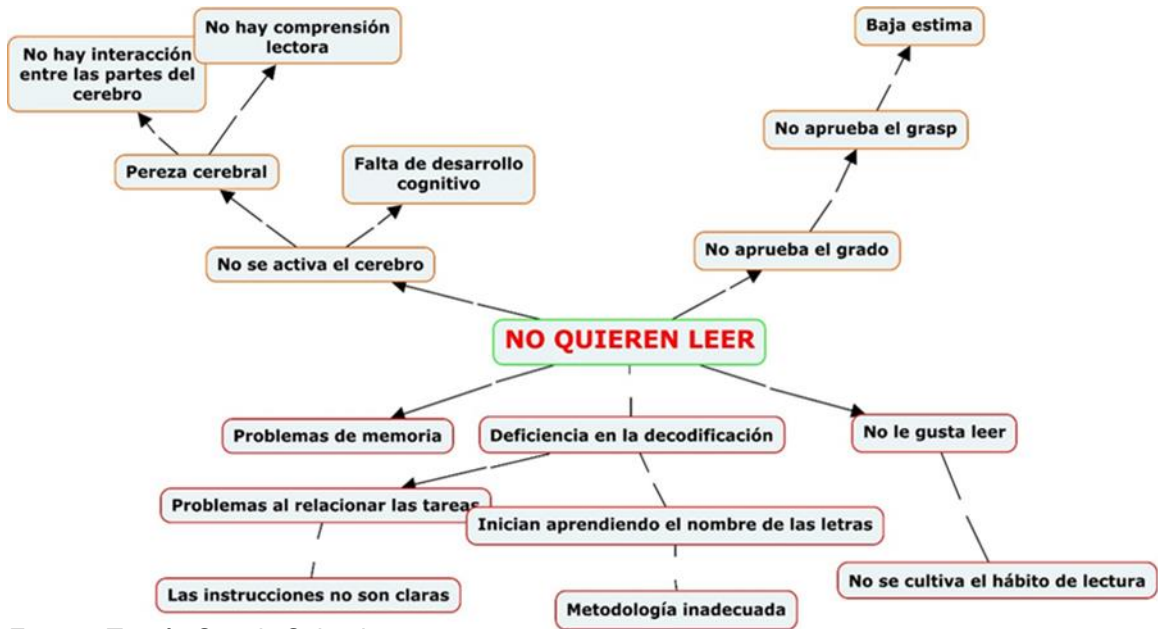 No hay comprensión
lectora
No hay interacción
entre las partes del
cerebro
Baja estima
No aprueba el grasp
Pereza cerebral
Falta de desarrollo
cognitivo
No se activa el cerebro
No aprueba el grado
NO QUIEREN LEER
Problemas de memoria
Deficiencia en la decodificación
No le gusta leer
Problemas al relacionar las tareas
Inician aprendiendo el nombre de las letras
Las instrucciones no son claras
Metodología inadecuada
No se cultiva el hábito de lectura